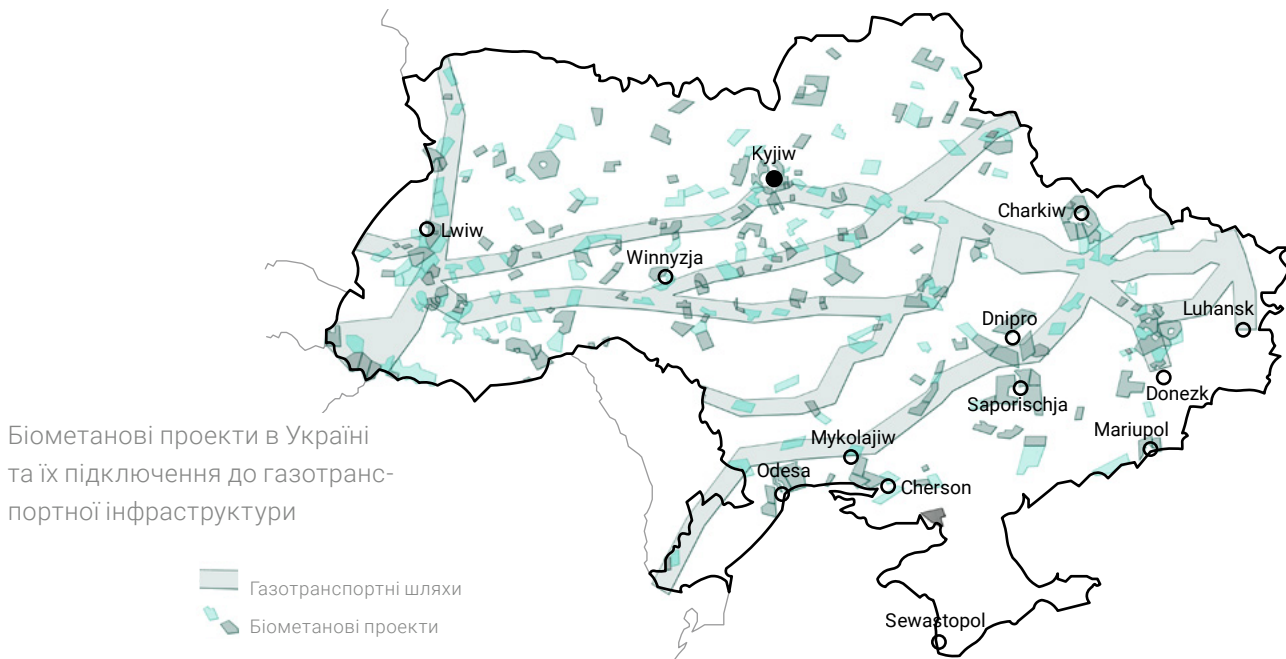 Kyjiw
Charkiw
Lwiw
Winnyzja
Luhansk
Dnipro
Donezk
Saporischja
Mariupol
Mykolajiw
Odesa
Cherson
Sewastopol
Біометанові проекти в Україні
та їх підключення до газотранс-
портної інфраструктури
Газотранспортні шляхи
Біометанові проекти